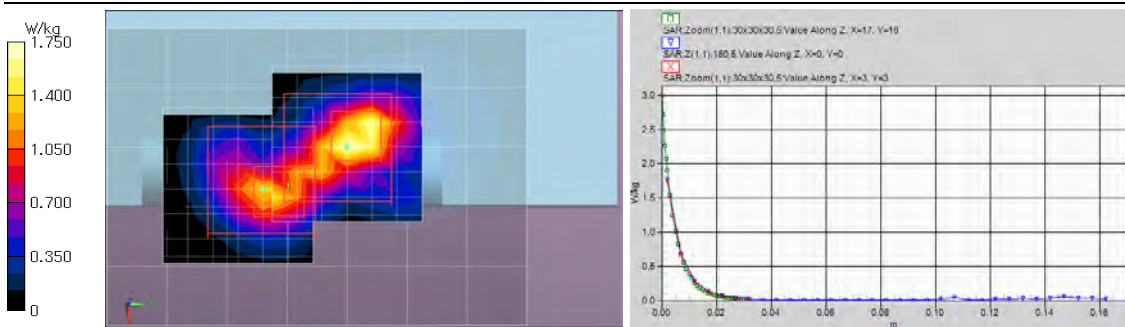 W/kg
1.750
1.400
1.050
0.700
0.350
0
SAR:Zoom(1,1):30x30x30,5:Value Along Z, X=17, Y=18
SAR:Z(1,1):160,5:Value Along Z, X=0, Y=0
SAR:Zoom(1,1):30x30x30,5:Value Along Z, X=3, Y=3
3.0
2.5
2.0
1.5
1.0
0.5
0.0
W/kg
0.00 0.02 0.04 0.06 0.08 0.10 0.12 0.14 0.16
m